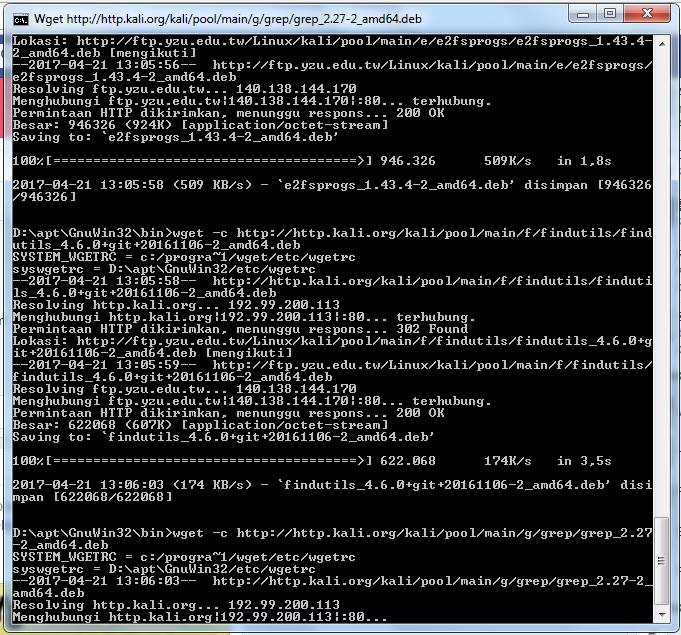 Wget http://http.kali.org/kali/pool/main/g/grep/grep_2.27-2_amd64.deb
Lokasi: http://ftp.yzu.edu.tw/Linux/kali/pool/main/e/e2fsprogs/e2fsprogs_1.43.4-
2_amd64.deb [mengikuti]
--2017-04-21 13:05:56--  http://ftp.yzu.edu.tw/Linux/kali/pool/main/e/e2fsprogs/
e2fsprogs_1.43.4-2_amd64.deb
Resolving ftp.yzu.edu.tw... 140.138.144.170
Menghubungi ftp.yzu.edu.tw|140.138.144.170|:80... terhubung.
Permintaan HTTP dikirimkan, menunggu respons... 200 OK
Besar: 946326 (924K) [application/octet-stream]
Saving to: `e2fsprogs_1.43.4-2_amd64.deb'
100%[======================================>] 946.326      509K/s   in 1,8s
2017-04-21 13:05:58 (509 KB/s) - `e2fsprogs_1.43.4-2_amd64.deb' disimpan [946326
/946326]
D:\apt\GnuWin32\bin>wget -c http://http.kali.org/kali/pool/main/f/findutils/find
utils_4.6.0+git+20161106-2_amd64.deb
SYSTEM_WGETRC = c:/progra~1/wget/etc/wgetrc
syswgetrc = D:\apt\GnuWin32/etc/wgetrc
--2017-04-21 13:05:58--  http://http.kali.org/kali/pool/main/f/findutils/finduti
ls_4.6.0+git+20161106-2_amd64.deb
Resolving http.kali.org... 192.99.200.113
Menghubungi http.kali.org|192.99.200.113|:80... terhubung.
Permintaan HTTP dikirimkan, menunggu respons... 302 Found
Lokasi: http://ftp.yzu.edu.tw/Linux/kali/pool/main/f/findutils/findutils_4.6.0+g
it+20161106-2_amd64.deb [mengikuti]
--2017-04-21 13:05:59--  http://ftp.yzu.edu.tw/Linux/kali/pool/main/f/findutils/
findutils_4.6.0+git+20161106-2_amd64.deb
Resolving ftp.yzu.edu.tw... 140.138.144.170
Menghubungi ftp.yzu.edu.tw|140.138.144.170|:80... terhubung.
Permintaan HTTP dikirimkan, menunggu respons... 200 OK
Besar: 622068 (607K) [application/octet-stream]
Saving to: `findutils_4.6.0+git+20161106-2_amd64.deb'
100%[======================================>] 622.068      174K/s   in 3,5s
2017-04-21 13:06:03 (174 KB/s) - `findutils_4.6.0+git+20161106-2_amd64.deb' disi
mpan [622068/622068]
D:\apt\GnuWin32\bin>wget -c http://http.kali.org/kali/pool/main/g/grep/grep_2.27
-2_amd64.deb
SYSTEM_WGETRC = c:/progra~1/wget/etc/wgetrc
syswgetrc = D:\apt\GnuWin32/etc/wgetrc
--2017-04-21 13:06:03--  http://http.kali.org/kali/pool/main/g/grep/grep_2.27-2_
amd64.deb
Resolving http.kali.org... 192.99.200.113
Menghubungi http.kali.org|192.99.200.113|:80...